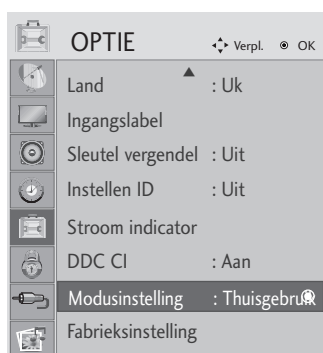 OPTIE Verpl. OK
Land : Uk
Ingangslabel
Sleutel vergendel : Uit
Instellen ID : Uit
Stroom indicator
DDC CI : Aan
Modusinstelling : Thuisgebruik
Fabrieksinstelling